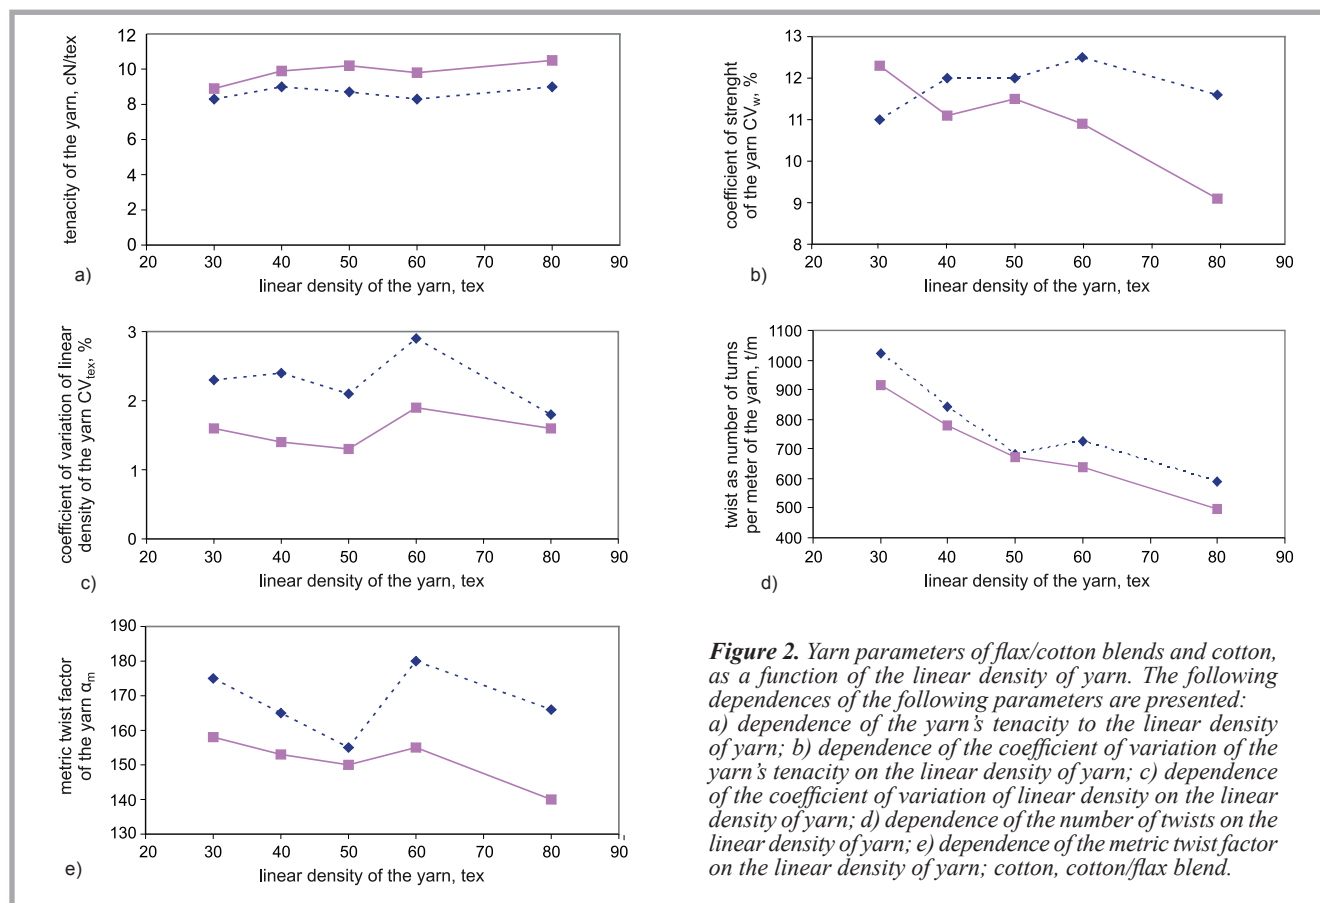 12
10
8
6
4
2
0
tenacity of the yarn, cN/tex
20 30 40 50 60 70 80 90
a) linear density of the yarn, tex
13
12
11
10
9
8
coefficient of strenght
of the yarn CVw, %
20 30 40 50 60 70 80 90
b) linear density of the yarn, tex
3
2
1
0
coefficient of variation of linear
density of the yarn CVtex, %
20 30 40 50 60 70 80 90
c) linear density of the yarn, tex
1100
1000
900
800
700
600
500
400
twist as number of turns
per meter of the yarn, t/m
20 30 40 50 60 70 80 90
d) linear density of the yarn, tex
190
180
170
160
150
140
130
metric twist factor
of the yarn αm
20 30 40 50 60 70 80 90
e) linear density of the yarn, tex
Figure 2. Yarn parameters of flax/cotton blends and cotton,
as a function of the linear density of yarn. The following
dependences of the following parameters are presented:
a) dependence of the yarn's tenacity to the linear density
of yarn; b) dependence of the coefficient of variation of the
yarn's tenacity on the linear density of yarn; c) dependence
of the coefficient of variation of linear density on the linear
density of yarn; d) dependence of the number of twists on the
linear density of yarn; e) dependence of the metric twist factor
on the linear density of yarn; cotton, cotton/flax blend.